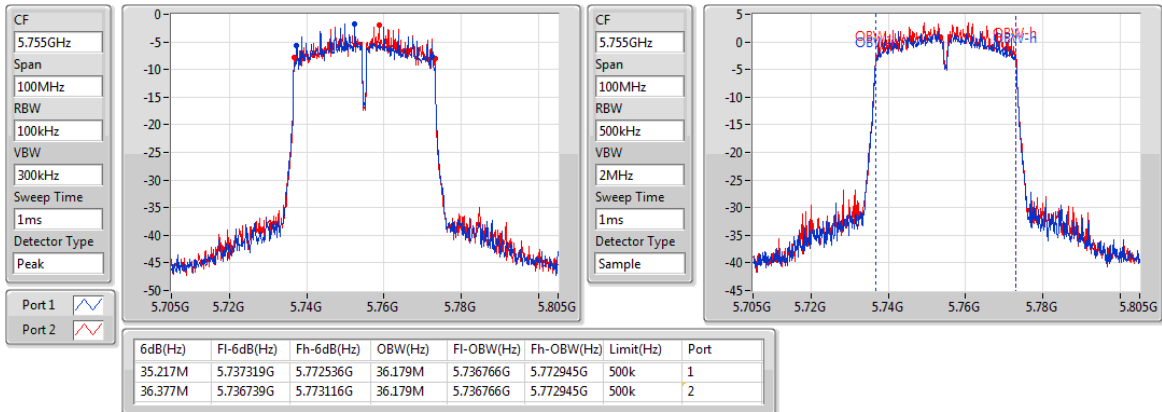 CF
5.755GHz
Span
100MHz
RBW
100kHz
VBW
300kHz
Sweep Time
1ms
Detector Type
Peak
Port 1
Port 2
0
-5
-10
-15
-20
-25
-30
-35
-40
-45
-50
5.705G 5.72G 5.74G 5.76G 5.78G 5.805G
CF
5.755GHz
Span
100MHz
RBW
500kHz
VBW
2MHz
Sweep Time
1ms
Detector Type
Sample
5
0
-5
-10
-15
-20
-25
-30
-35
-40
-45
OBW-h
5.705G 5.72G 5.74G 5.76G 5.78G 5.805G
6dB(Hz) Fl-6dB(Hz) Fh-6dB(Hz) OBW(Hz) Fl-OBW(Hz) Fh-OBW(Hz) Limit(Hz) Port
35.217M 5.737319G 5.772536G 36.179M 5.736766G 5.772945G 500k 1
36.377M 5.736739G 5.773116G 36.179M 5.736766G 5.772945G 500k 2